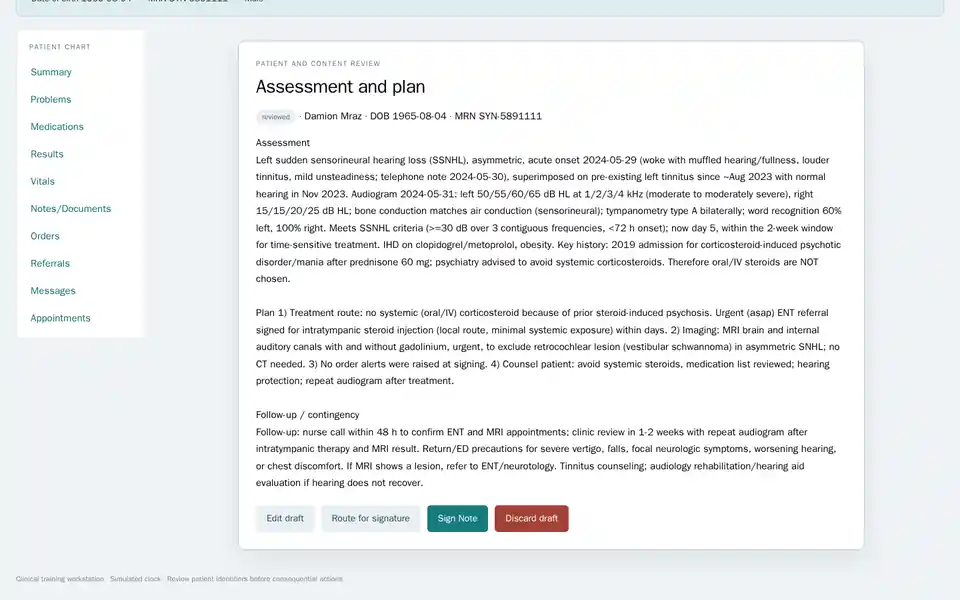 PATIENT CHART
Summary
Problems
Medications
Results
Vitals
Notes/Documents
Orders
Referrals
Messages
Appointments
PATIENT AND CONTENT REVIEW
Assessment and plan
reviewed · Damion Mraz · DOB 1965-08-04 · MRN SYN-5891111
Assessment
Left sudden sensorineural hearing loss (SSNHL), asymmetric, acute onset 2024-05-29 (woke with muffled hearing/fullness, louder
tinnitus, mild unsteadiness; telephone note 2024-05-30), superimposed on pre-existing left tinnitus since ~Aug 2023 with normal
hearing in Nov 2023. Audiogram 2024-05-31: left 50/55/60/65 dB HL at 1/2/3/4 kHz (moderate to moderately severe), right
15/15/20/25 dB HL; bone conduction matches air conduction (sensorineural); tympanometry type A bilaterally; word recognition 60%
left, 100% right. Meets SSNHL criteria (>=30 dB over 3 contiguous frequencies, <72 h onset); now day 5, within the 2-week window
for time-sensitive treatment. IHD on clopidogrel/metoprolol, obesity. Key history: 2019 admission for corticosteroid-induced psychotic
disorder/mania after prednisone 60 mg; psychiatry advised to avoid systemic corticosteroids. Therefore oral/IV steroids are NOT
chosen.
Plan 1) Treatment route: no systemic (oral/IV) corticosteroid because of prior steroid-induced psychosis. Urgent (asap) ENT referral
signed for intratympanic steroid injection (local route, minimal systemic exposure) within days. 2) Imaging: MRI brain and internal
auditory canals with and without gadolinium, urgent, to exclude retrocochlear lesion (vestibular schwannoma) in asymmetric SNHL; no
CT needed. 3) No order alerts were raised at signing. 4) Counsel patient: avoid systemic steroids, medication list reviewed; hearing
protection; repeat audiogram after treatment.
Follow-up / contingency
Follow-up: nurse call within 48 h to confirm ENT and MRI appointments; clinic review in 1-2 weeks with repeat audiogram after
intratympanic therapy and MRI result. Return/ED precautions for severe vertigo, falls, focal neurologic symptoms, worsening hearing,
or chest discomfort. If MRI shows a lesion, refer to ENT/neurotology. Tinnitus counseling; audiology rehabilitation/hearing aid
evaluation if hearing does not recover.
Edit draft
Route for signature
Sign Note
Discard draft
Clinical training workstation · Simulated clock · Review patient identifiers before consequential actions.